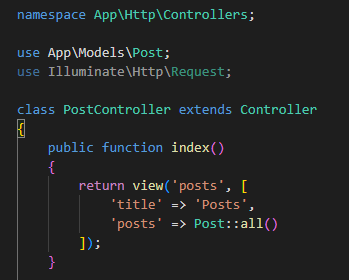 namespace App\Http\Controllers;
use App\Models\Post;
use Illuminate\Http\Request;
class PostController extends Controller
{
public function index()
{
return view('posts', [
'title' => 'Posts',
'posts' => Post::all()
]);
}